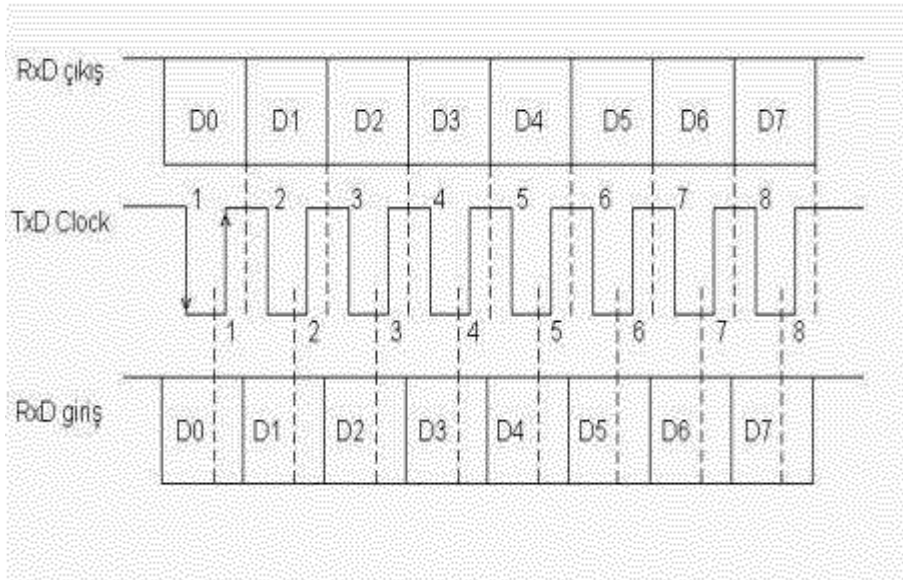 RxD çıkış
D0 D1 D2 D3 D4 D5 D6 D7
1 2 3 4 5 6 7 8
TxD Clock
1 2 3 4 5 6 7 8
RxD giriş
D0 D1 D2 D3 D4 D5 D6 D7